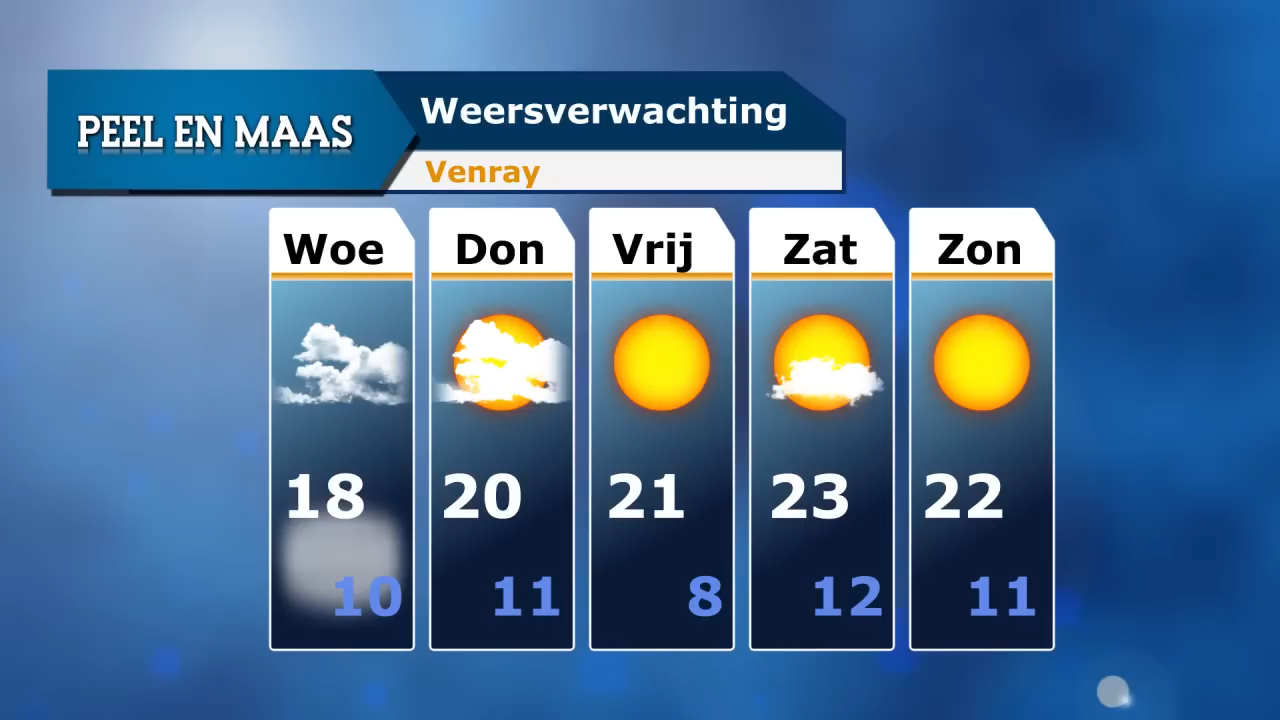 PEEL EN MAAS
Weersverwachting
Venray
Woe Don Vrij Zat Zon
18 20 21 23 22
10 11 8 12 11